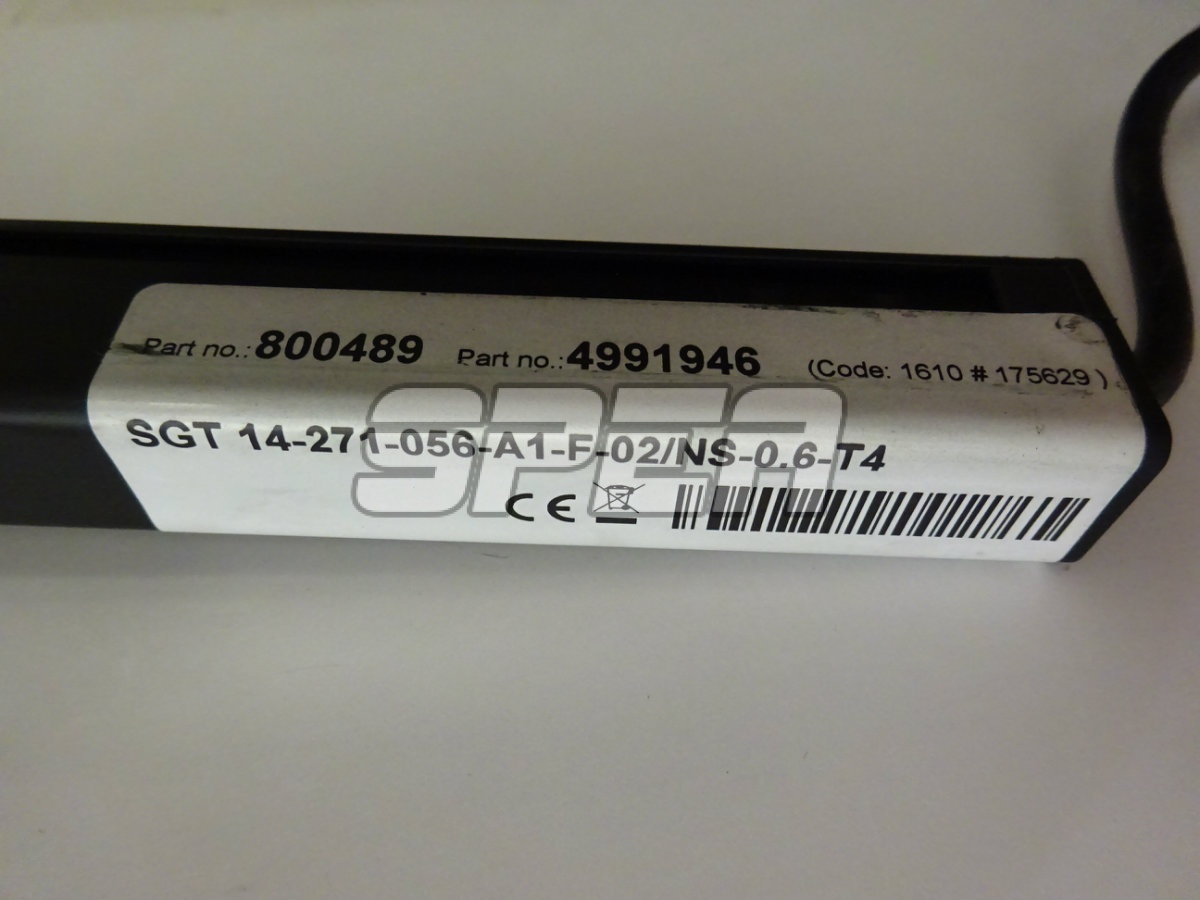 Part no.: 800489 Part no.: 4991946 (Code: 1610 # 175629 )
SGT 14-271-056-A1-F-02/NS-0.6-T4
SPEA
CE